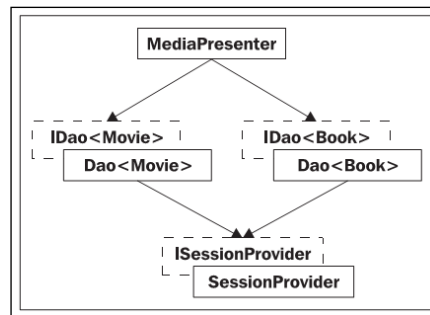 MediaPresenter
IDao<Movie>
IDao<Book>
Dao<Movie>
Dao<Book>
ISessionProvider
SessionProvider